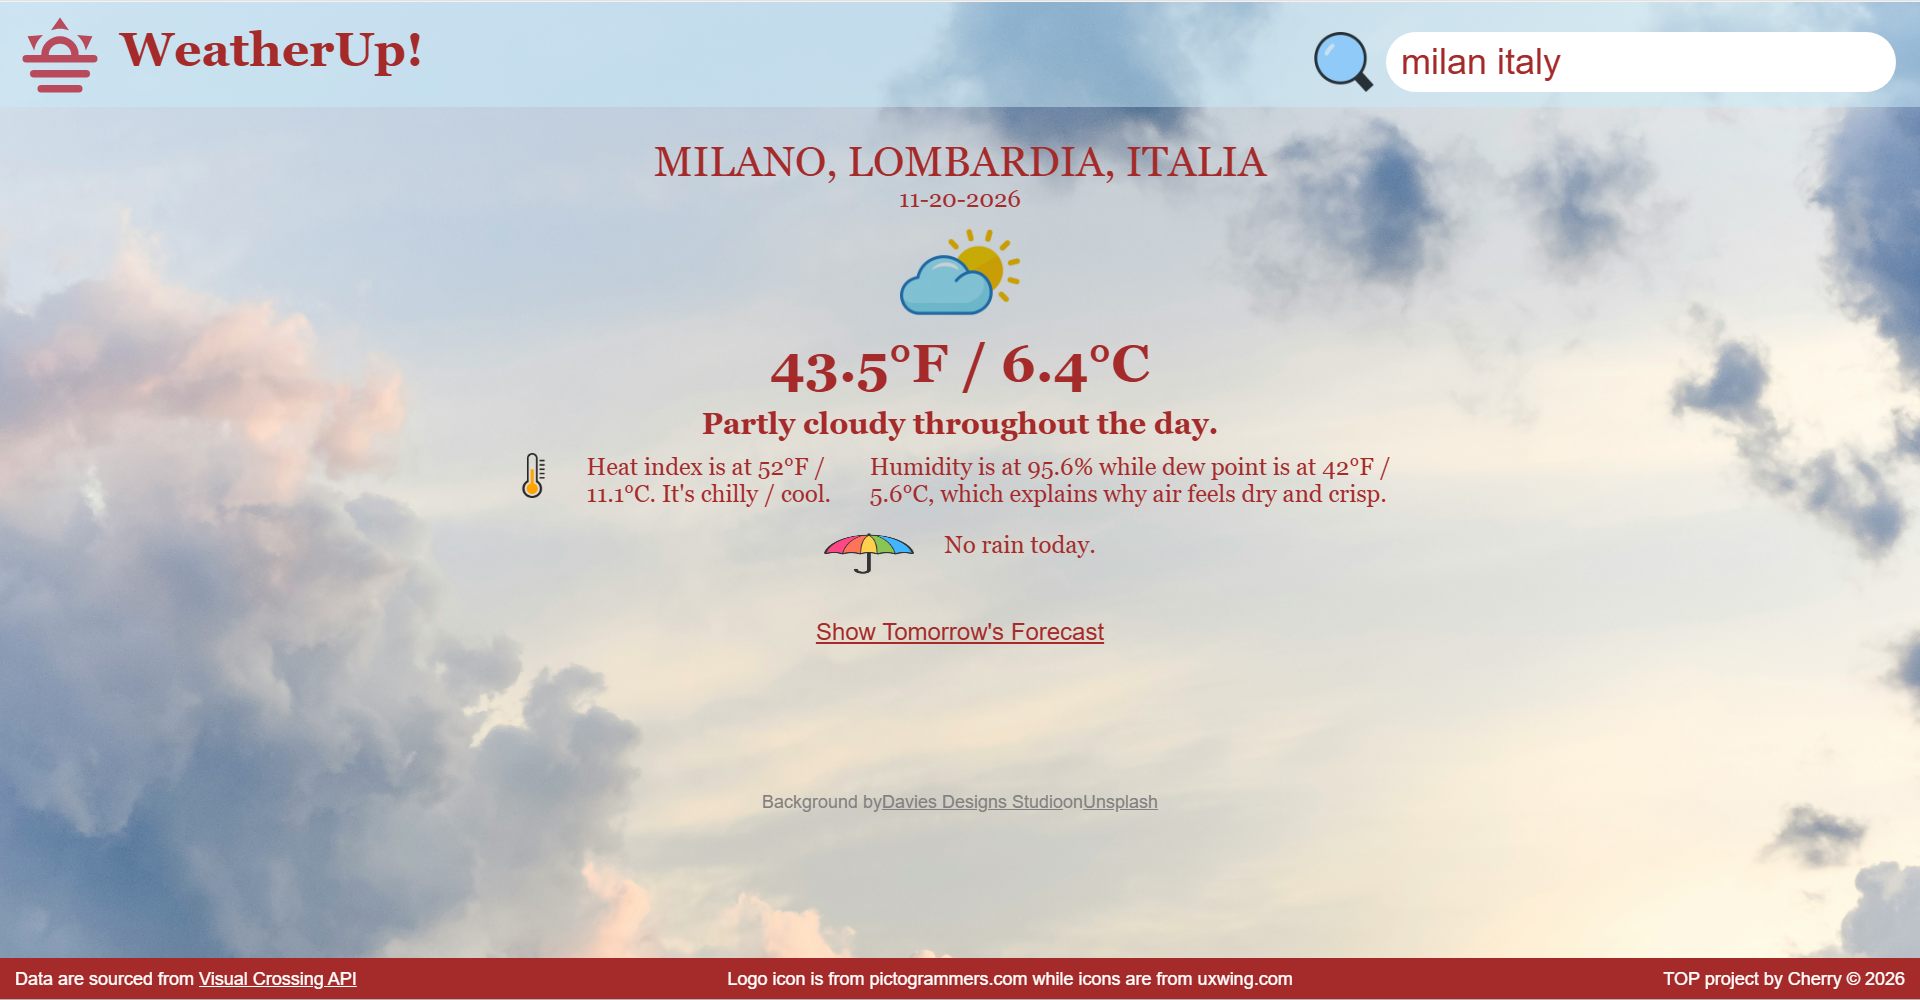 WeatherUp!
milan italy
MILANO, LOMBARDIA, ITALIA
11-20-2026
43.5°F / 6.4°C
Partly cloudy throughout the day.
Heat index is at 52°F /
11.1°C. It's chilly / cool.
Humidity is at 95.6% while dew point is at 42°F /
5.6°C, which explains why air feels dry and crisp.
No rain today.
Show Tomorrow's Forecast
Background byDavies Designs StudioonUnsplash
Data are sourced from Visual Crossing API
Logo icon is from pictogrammers.com while icons are from uxwing.com
TOP project by Cherry © 2026